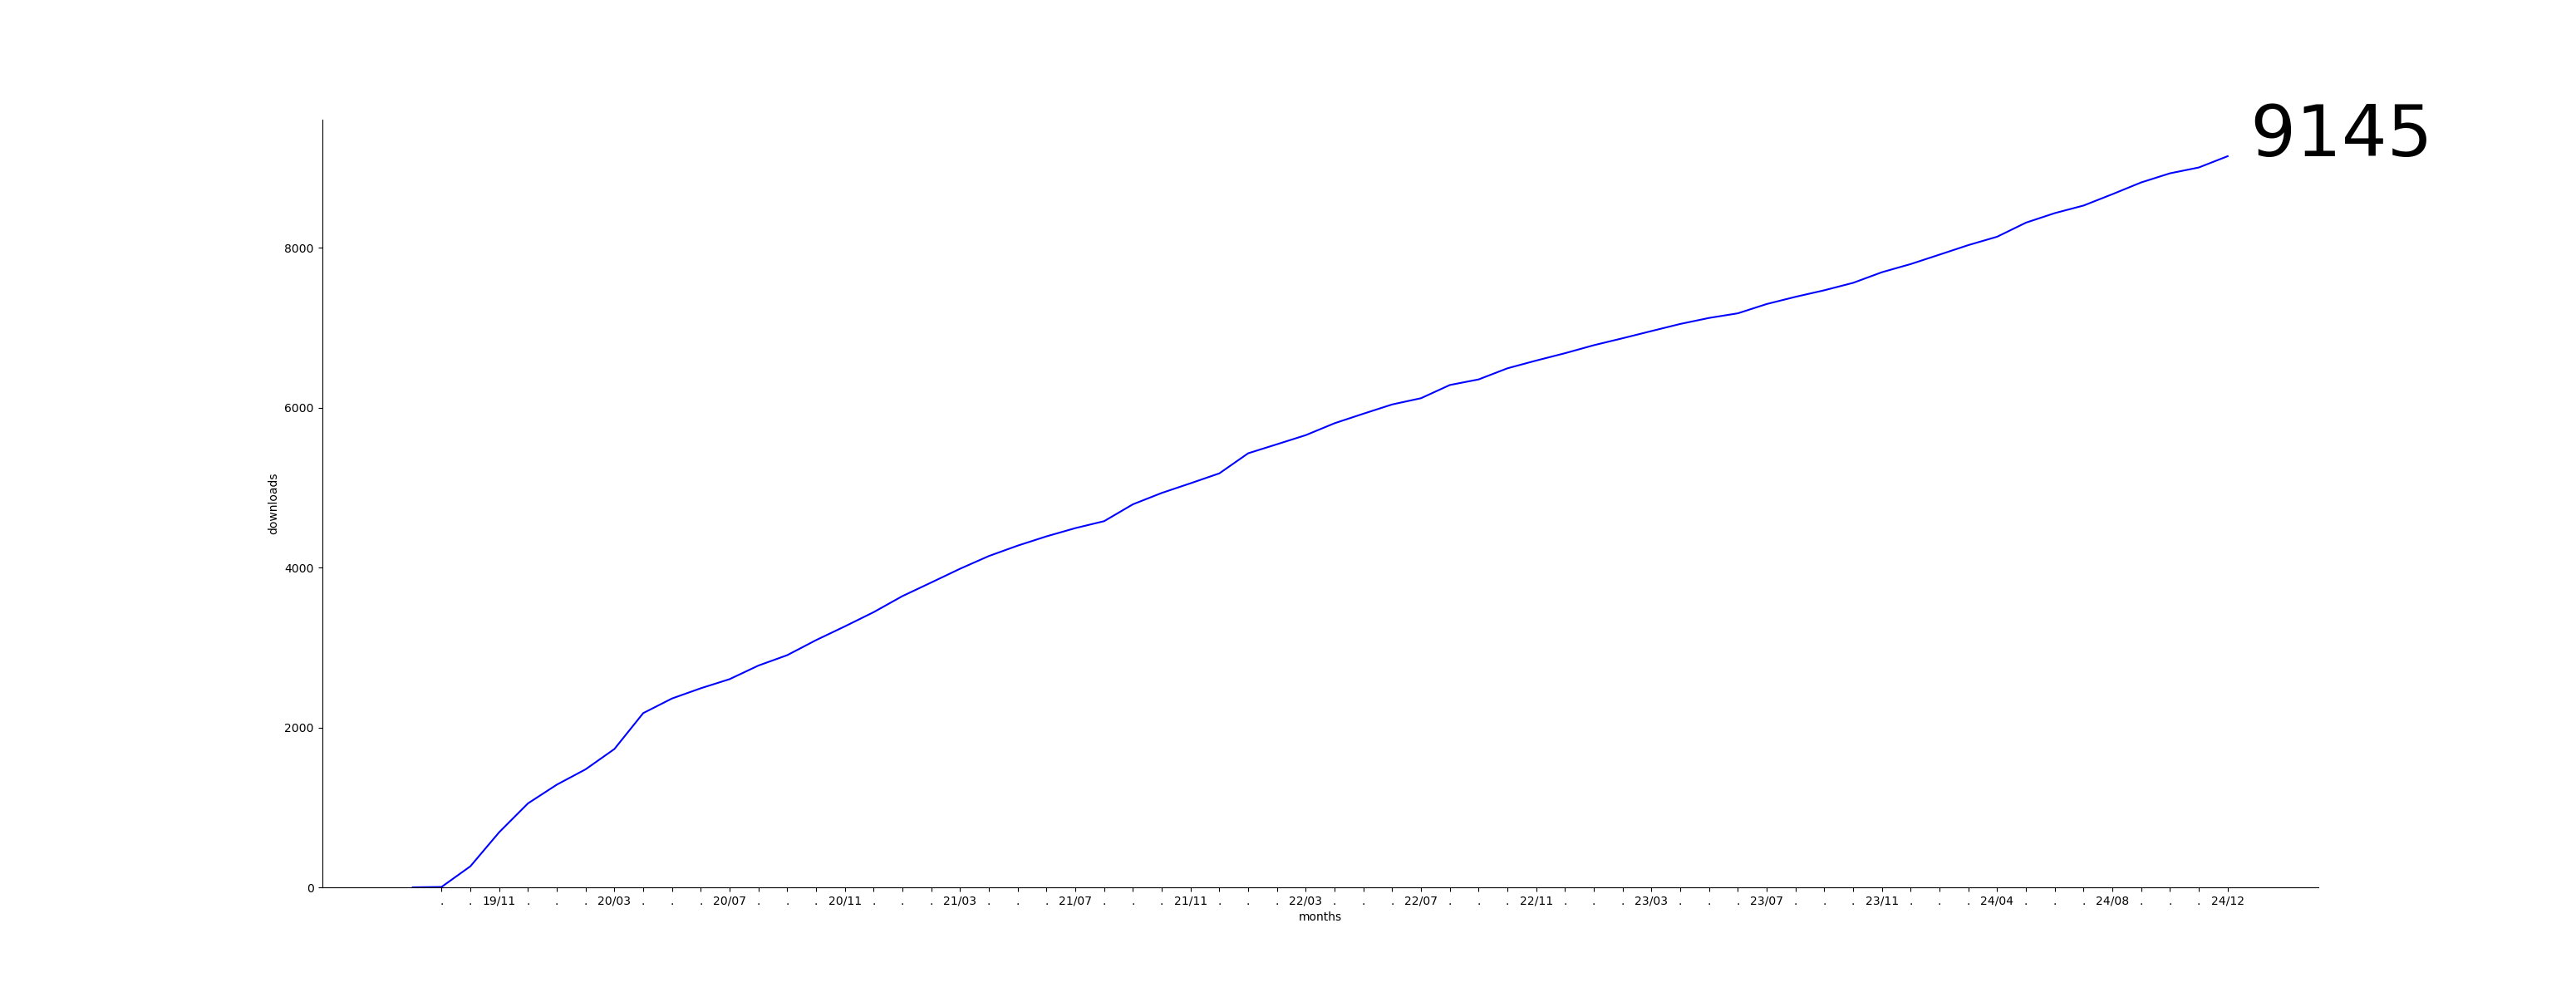 9145
8000
6000
4000
2000
0
downloads
. . 19/11 . . . 20/03 . . . 20/07 . . . 20/11 . . . 21/03 . . . 21/07 . . . 21/11 . . . 22/03 . . . 22/07 . . . 22/11 . . . 23/03 . . . 23/07 . . . 23/11 . . . 24/04 . . . 24/08 . . . 24/12
months